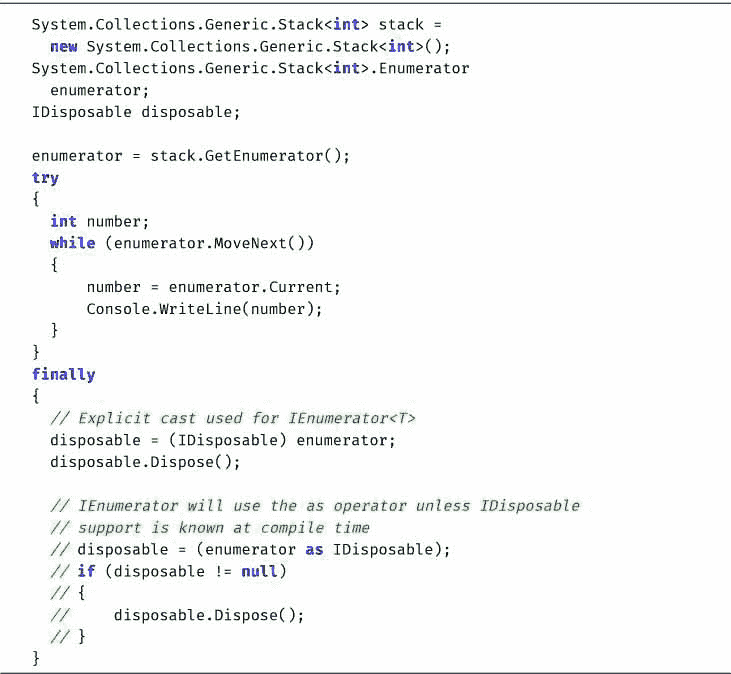 System.Collections.Generic.Stack<int> stack =
  new System.Collections.Generic.Stack<int>();
System.Collections.Generic.Stack<int>.Enumerator
  enumerator;
IDisposable disposable;

enumerator = stack.GetEnumerator();
try
{
  int number;
  while (enumerator.MoveNext())
  {
      number = enumerator.Current;
      Console.WriteLine(number);
  }
}
finally
{
  // Explicit cast used for IEnumerator<T>
  disposable = (IDisposable) enumerator;
  disposable.Dispose();

  // IEnumerator will use the as operator unless IDisposable
  // support is known at compile time
  // disposable = (enumerator as IDisposable);
  // if (disposable != null)
  // {
  //     disposable.Dispose();
  // }
}